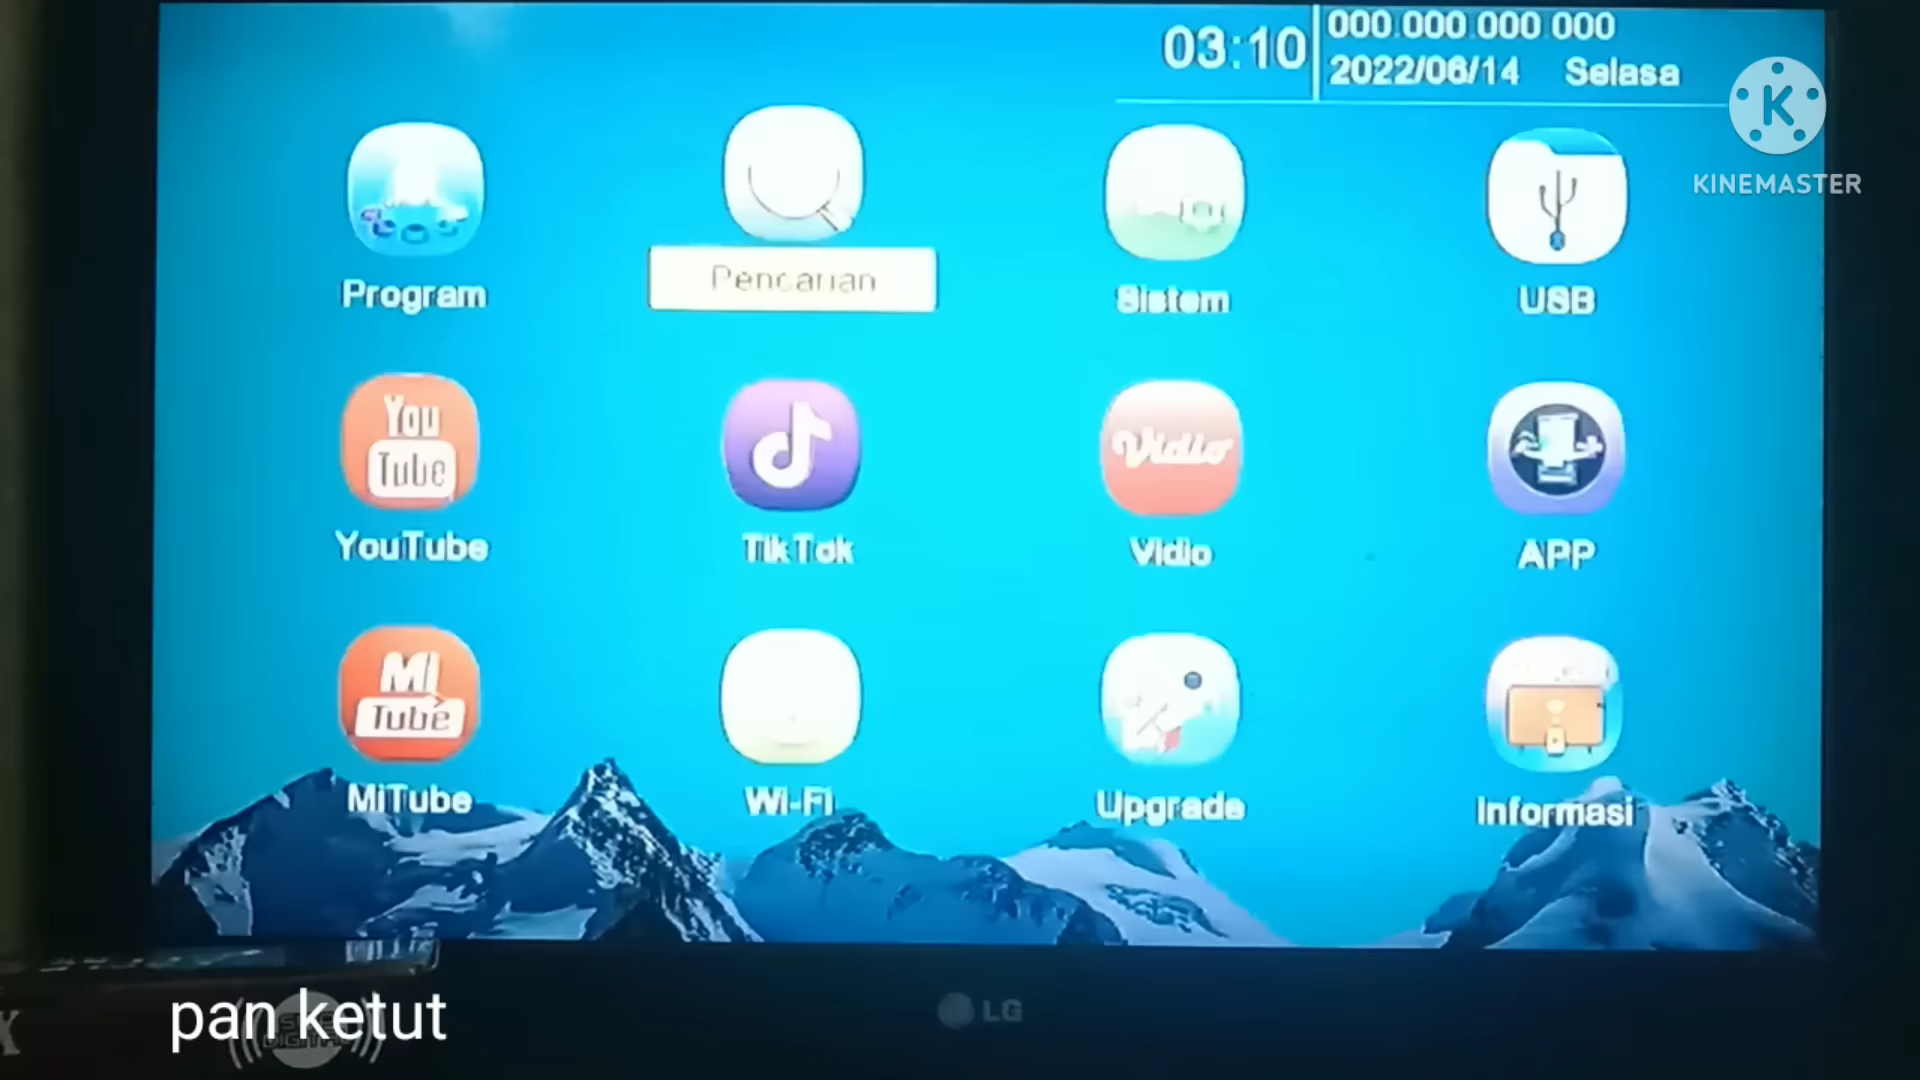 000.000.000.000
03:10
2022/06/14 Selasa
KINEMASTER
Program
Pencarian
Sistem
USB
You
Tube
Vidio
YouTube
TikTok
Vidio
APP
Mi
Tube
MiTube
Wi-Fi
Upgrade
Informasi
pan ketut
LG
X